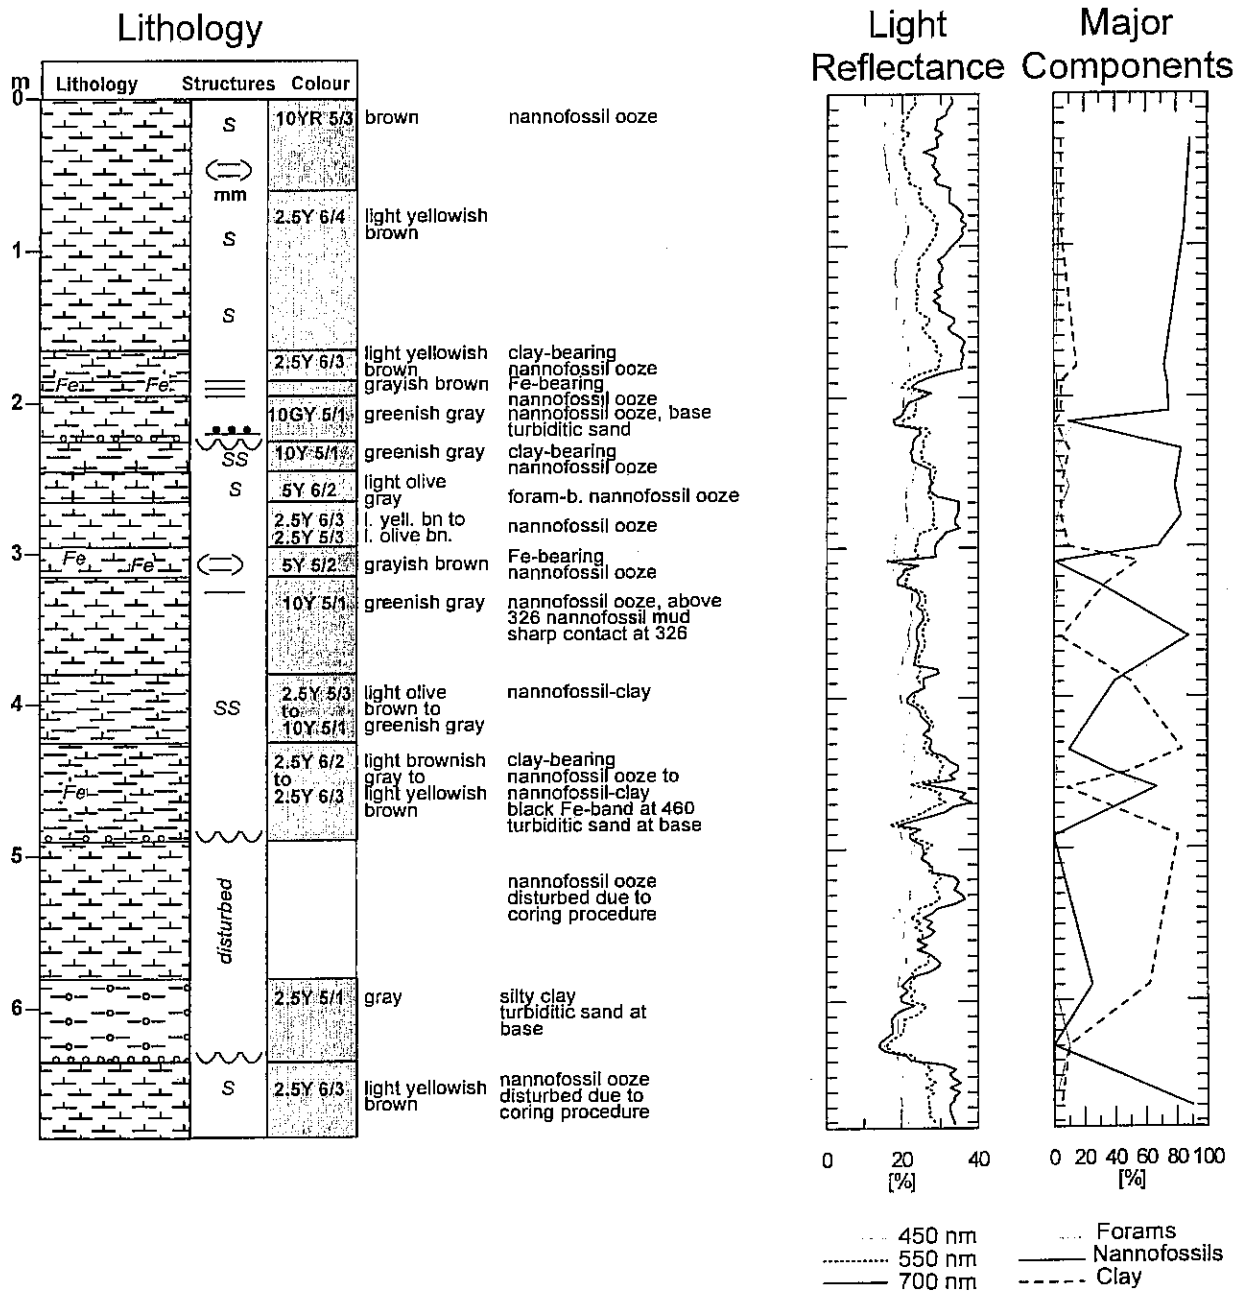 Lithology
Light Reflectance
Major Components
m Lithology Structures Colour
0
S
10YR 5/3 brown nannofossil ooze
mm
2.5Y 6/4 light yellowish
brown
S
1
S
2.5Y 6/3 light yellowish clay-bearing
brown nannofossil ooze
Fe Fe grayish brown Fe-bearing
nannofossil ooze
2
10GY 5/1 greenish gray nannofossil ooze, base
turbiditic sand
SS 10Y 5/1 greenish gray clay-bearing
nannofossil ooze
S 5Y 6/2 light olive
gray foram-b. nannofossil ooze
2.5Y 6/3 l. yell. bn to nannofossil ooze
2.5Y 5/3 l. olive bn.
3
Fe Fe 5Y 5/2 grayish brown Fe-bearing
nannofossil ooze
10Y 5/1 greenish gray nannofossil ooze, above
326 nannofossil mud
sharp contact at 326
4
SS
2.5Y 5/3 light olive nannofossil-clay
to brown to
10Y 5/1 greenish gray
2.5Y 6/2 light brownish clay-bearing
to gray to nannofossil ooze to
Fe 2.5Y 6/3 light yellowish nannofossil-clay
brown black Fe-band at 460
turbiditic sand at base
5
disturbed
nannofossil ooze
disturbed due to
coring procedure
6
2.5Y 5/1 gray silty clay
turbiditic sand at
base
S 2.5Y 6/3 light yellowish nannofossil ooze
brown disturbed due to
coring procedure
0 20 40
[%]
0 20 40 60 80 100
[%]
450 nm
550 nm
700 nm
Forams
Nannofossils
Clay